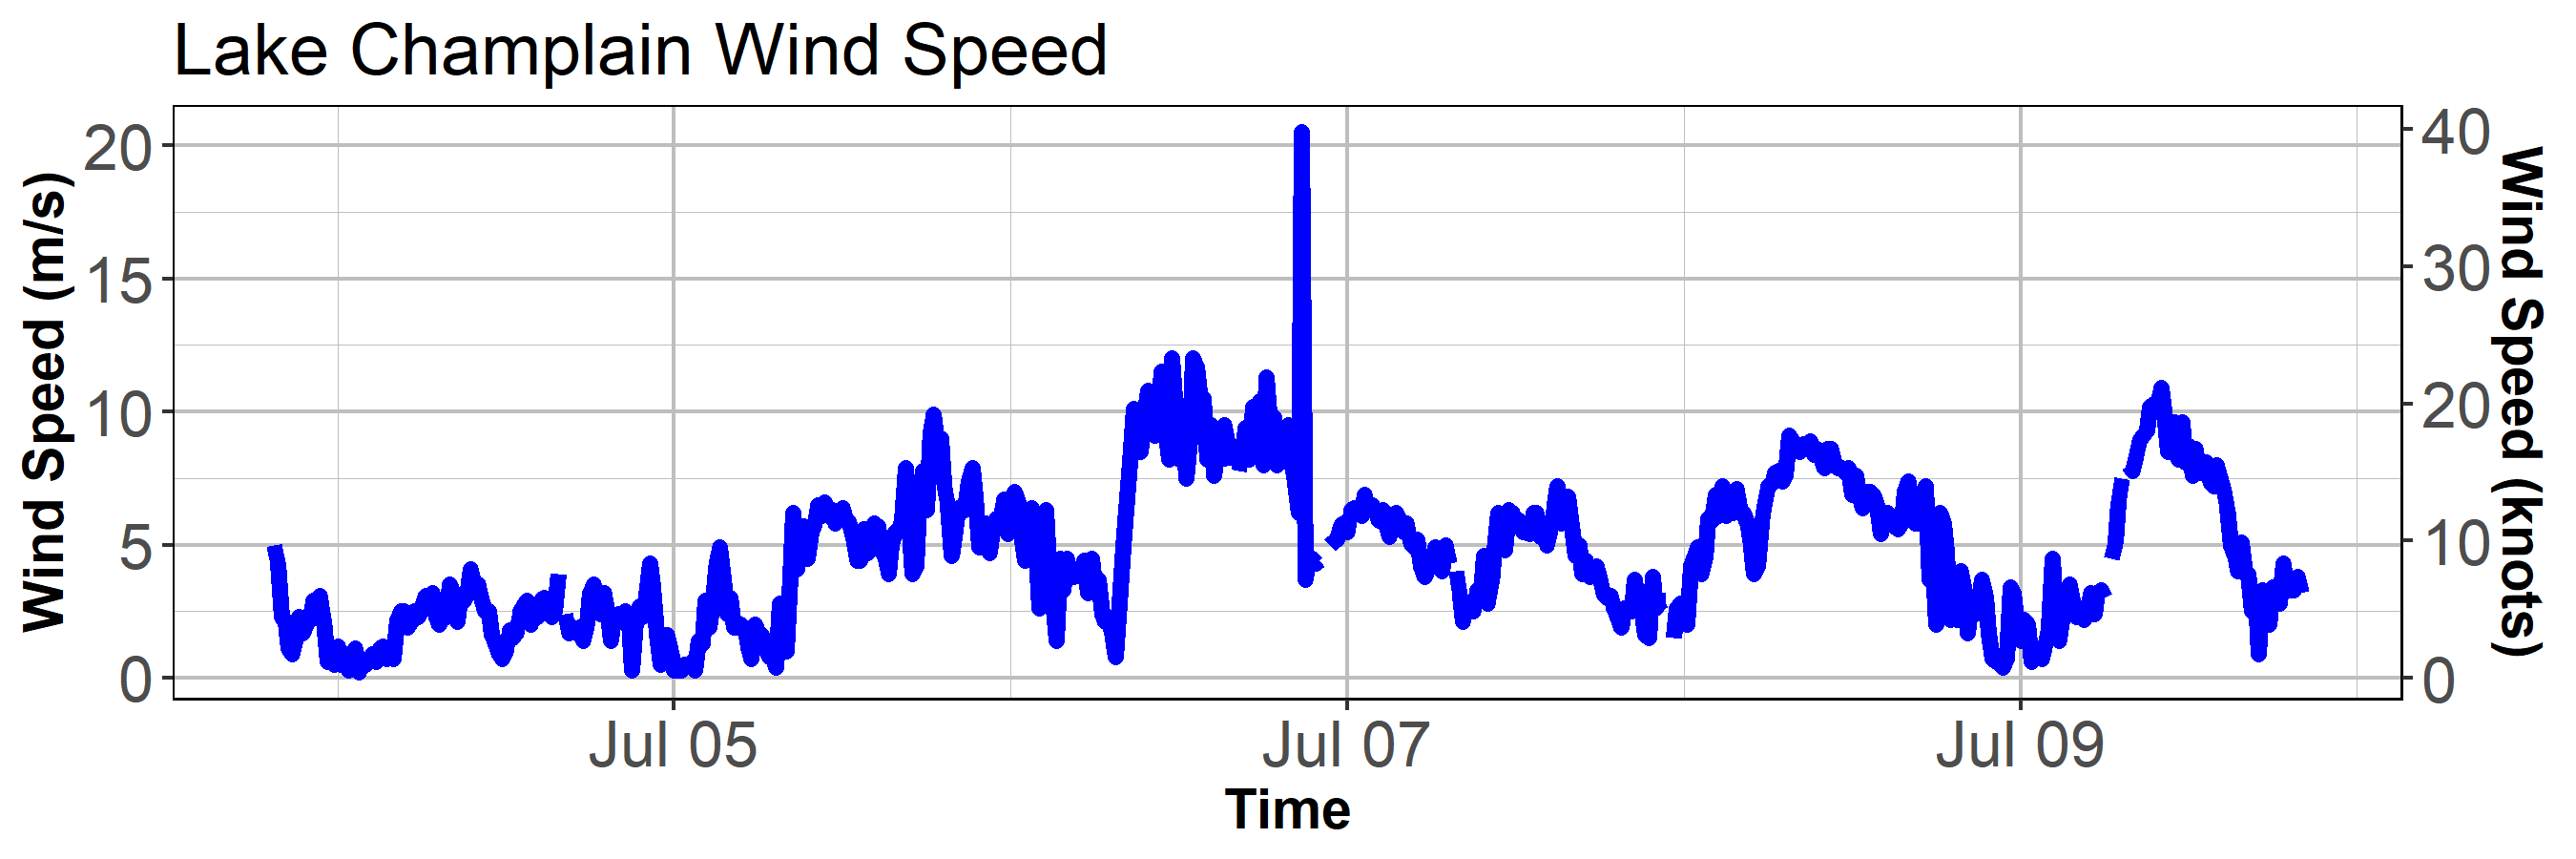 Lake Champlain Wind Speed
Wind Speed (m/s)
20
15
10
5
0
40
30
20
10
0
Wind Speed (knots)
Jul 05
Jul 07
Jul 09
Time